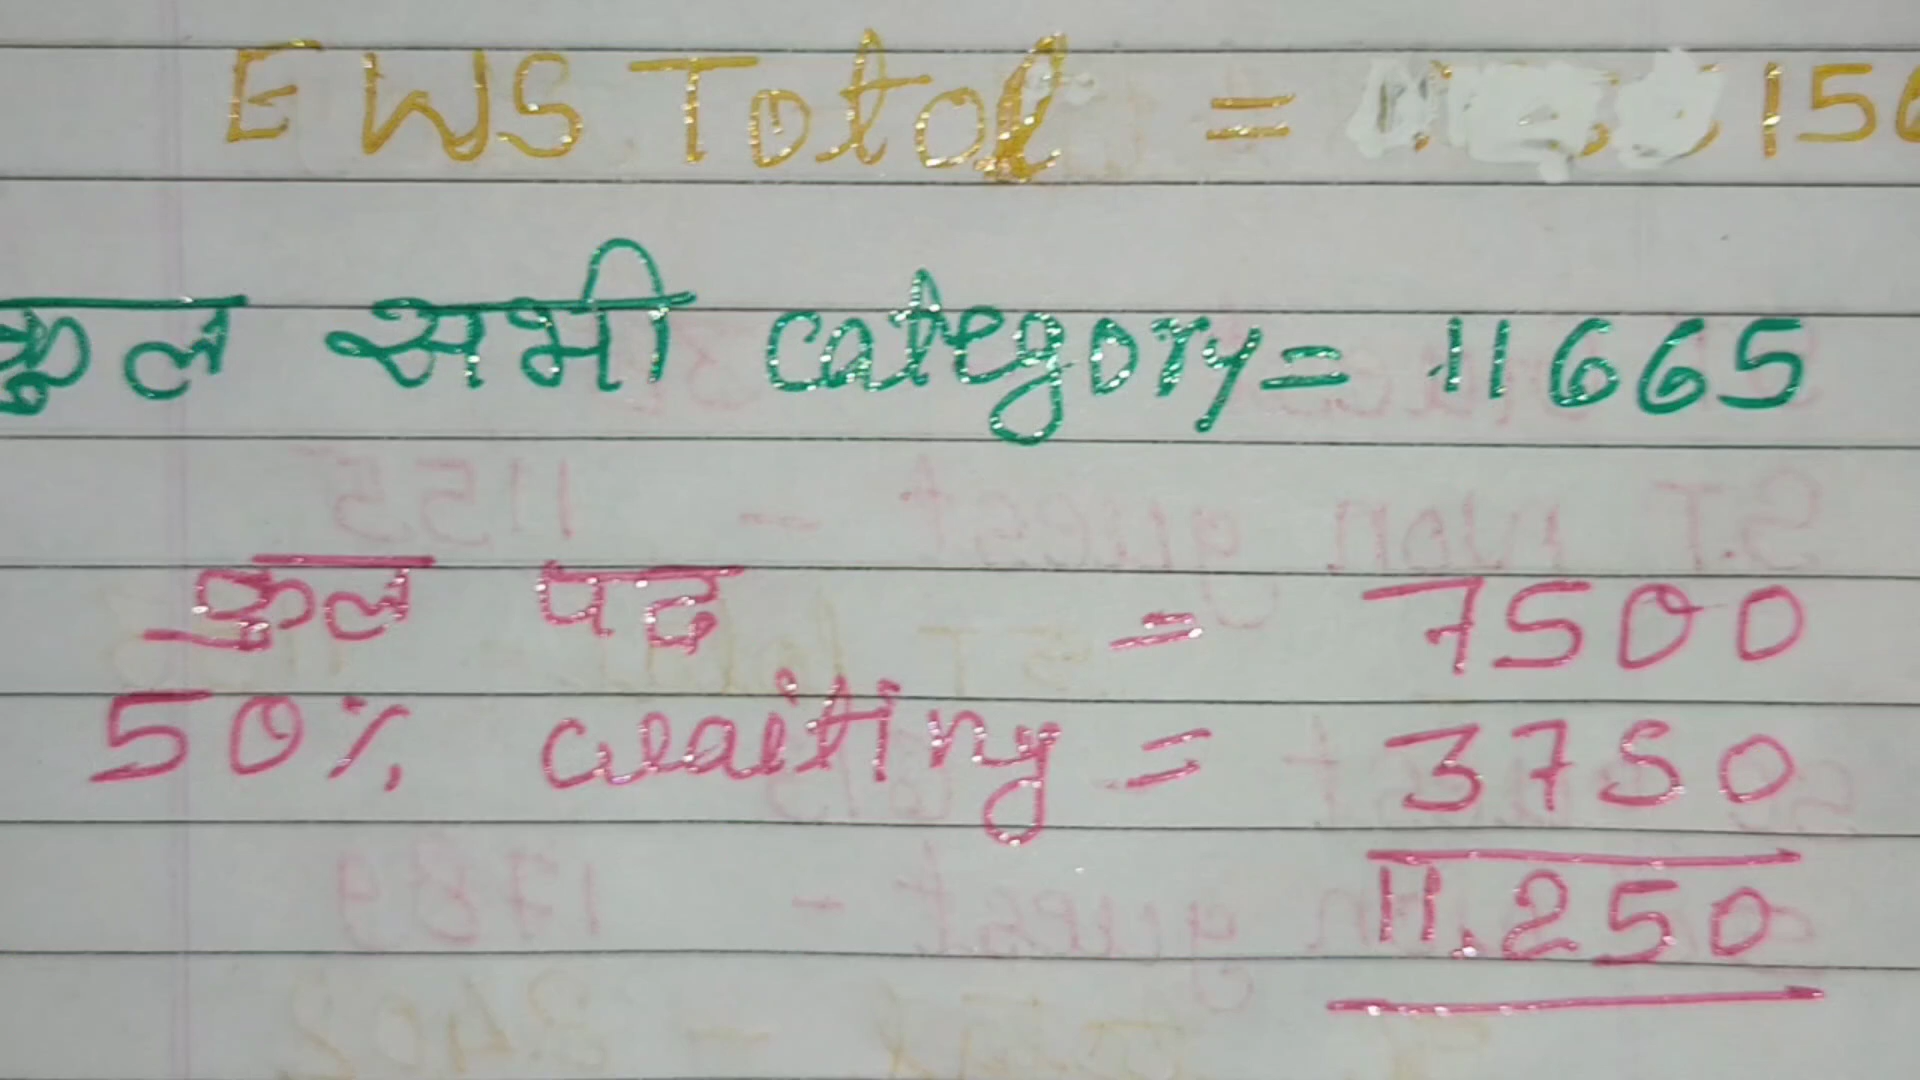 EWS Total = 156
कुल सभी category = 11665
कुल पद = 7500
50% waiting = 3750
11,250